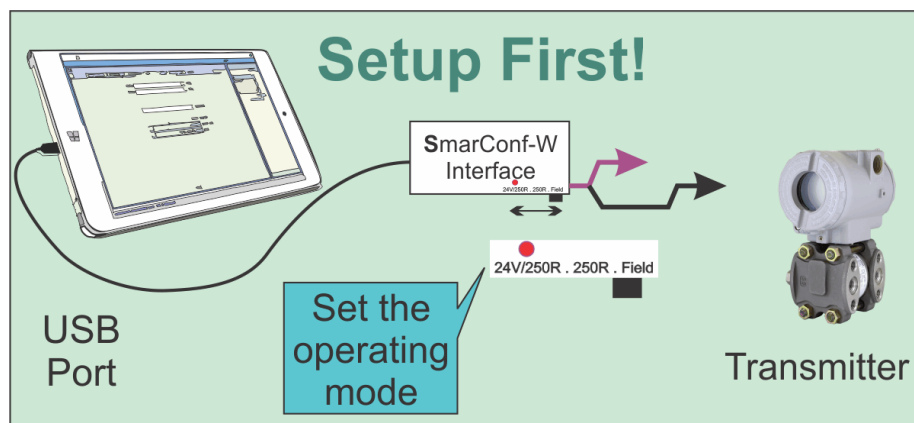 Setup First!
SmarConf-W
Interface
24V/250R . 250R . Field
24V/250R . 250R . Field
Set the
operating
mode
USB
Port
Transmitter